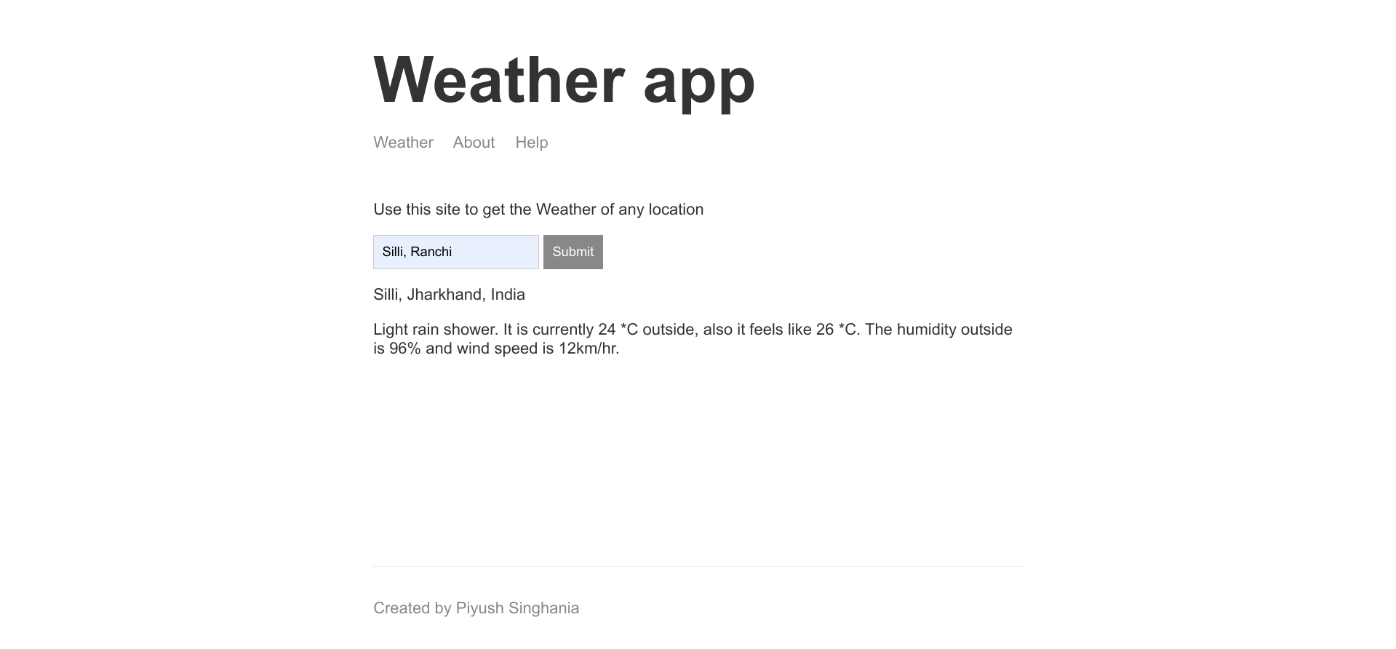 Weather app
Weather About Help
Use this site to get the Weather of any location
Silli, Ranchi Submit
Silli, Jharkhand, India
Light rain shower. It is currently 24 *C outside, also it feels like 26 *C. The humidity outside
is 96% and wind speed is 12km/hr.
Created by Piyush Singhania